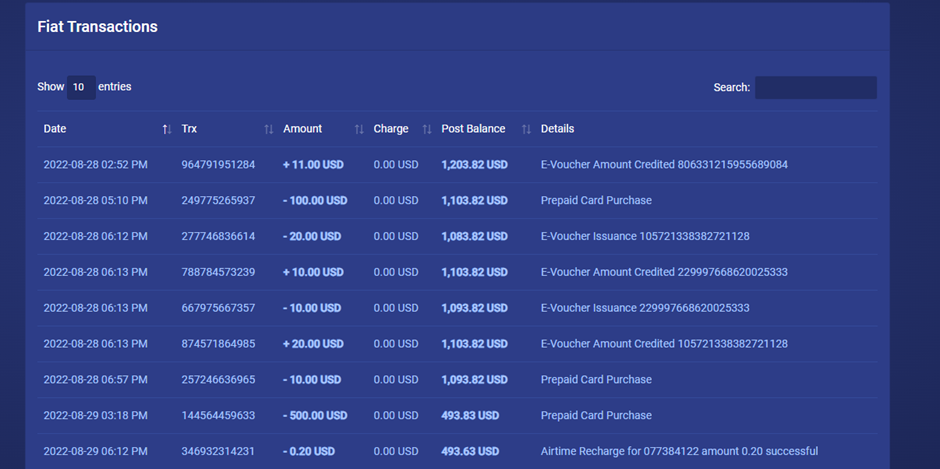 Fiat Transactions
Show 10 entries Search:
Date Trx Amount Charge Post Balance Details
2022-08-28 02:52 PM 964791951284 + 11.00 USD 0.00 USD 1,203.82 USD E-Voucher Amount Credited 806331215955689084
2022-08-28 05:10 PM 249775265937 - 100.00 USD 0.00 USD 1,103.82 USD Prepaid Card Purchase
2022-08-28 06:12 PM 277746836614 - 20.00 USD 0.00 USD 1,083.82 USD E-Voucher Issuance 105721338382721128
2022-08-28 06:13 PM 788784573239 + 10.00 USD 0.00 USD 1,103.82 USD E-Voucher Amount Credited 229997668620025333
2022-08-28 06:13 PM 667975667357 - 10.00 USD 0.00 USD 1,093.82 USD E-Voucher Issuance 229997668620025333
2022-08-28 06:13 PM 874571864985 + 20.00 USD 0.00 USD 1,103.82 USD E-Voucher Amount Credited 105721338382721128
2022-08-28 06:57 PM 257246636965 - 10.00 USD 0.00 USD 1,093.82 USD Prepaid Card Purchase
2022-08-29 03:18 PM 144564459633 - 500.00 USD 0.00 USD 493.83 USD Prepaid Card Purchase
2022-08-29 06:12 PM 346932314231 - 0.20 USD 0.00 USD 493.63 USD Airtime Recharge for 077384122 amount 0.20 successful